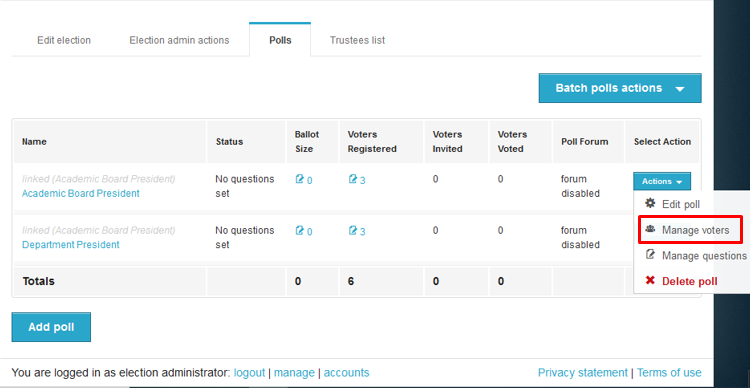 Edit election Election admin actions Polls Trustees list
Batch polls actions
Name Status Ballot Size Voters Registered Voters Invited Voters Voted Poll Forum Select Action
linked (Academic Board President)
Academic Board President No questions set 0 3 0 0 forum disabled Actions
Edit poll
Manage voters
Manage questions
Delete poll
linked (Academic Board President)
Department President No questions set 0 3 0 0 forum disabled
Totals 0 6 0 0
Add poll
You are logged in as election administrator: logout | manage | accounts Privacy statement | Terms of use